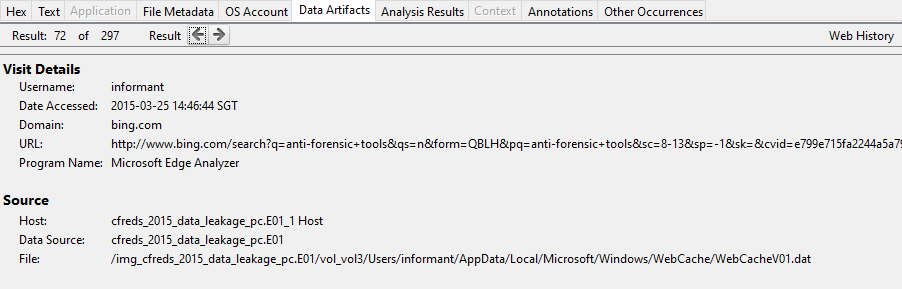 Hex Text Application File Metadata OS Account Data Artifacts Analysis Results Context Annotations Other Occurrences
Result: 72 of 297 Result Web History
Visit Details
Username: informant
Date Accessed: 2015-03-25 14:46:44 SGT
Domain: bing.com
URL: http://www.bing.com/search?q=anti-forensic+tools&qs=n&form=QBLH&pq=anti-forensic+tools&sc=8-13&sp=-1&sk=&cvid=e799e715fa2244a5a79
Program Name: Microsoft Edge Analyzer
Source
Host: cfreds_2015_data_leakage_pc.E01_1 Host
Data Source: cfreds_2015_data_leakage_pc.E01
File: /img_cfreds_2015_data_leakage_pc.E01/vol_vol3/Users/informant/AppData/Local/Microsoft/Windows/WebCache/WebCacheV01.dat